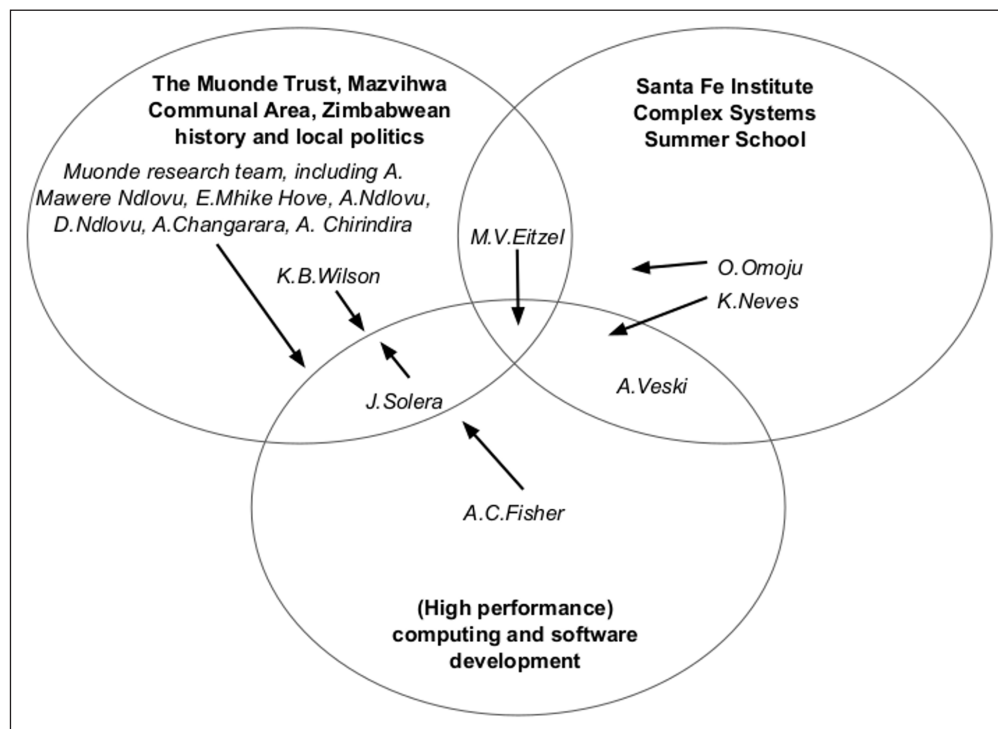 The Muonde Trust, Mazvihwa
Communal Area, Zimbabwean
history and local politics
Muonde research team, including A.
Mawere Ndlovu, E.Mhike Hove, A.Ndlovu,
D.Ndlovu, A.Changarara, A. Chirindira
K.B.Wilson
Santa Fe Institute
Complex Systems
Summer School
M.V.Eitzel
O.Omoju
K.Neves
A.Veski
J.Solera
A.C.Fisher
(High performance)
computing and software
development